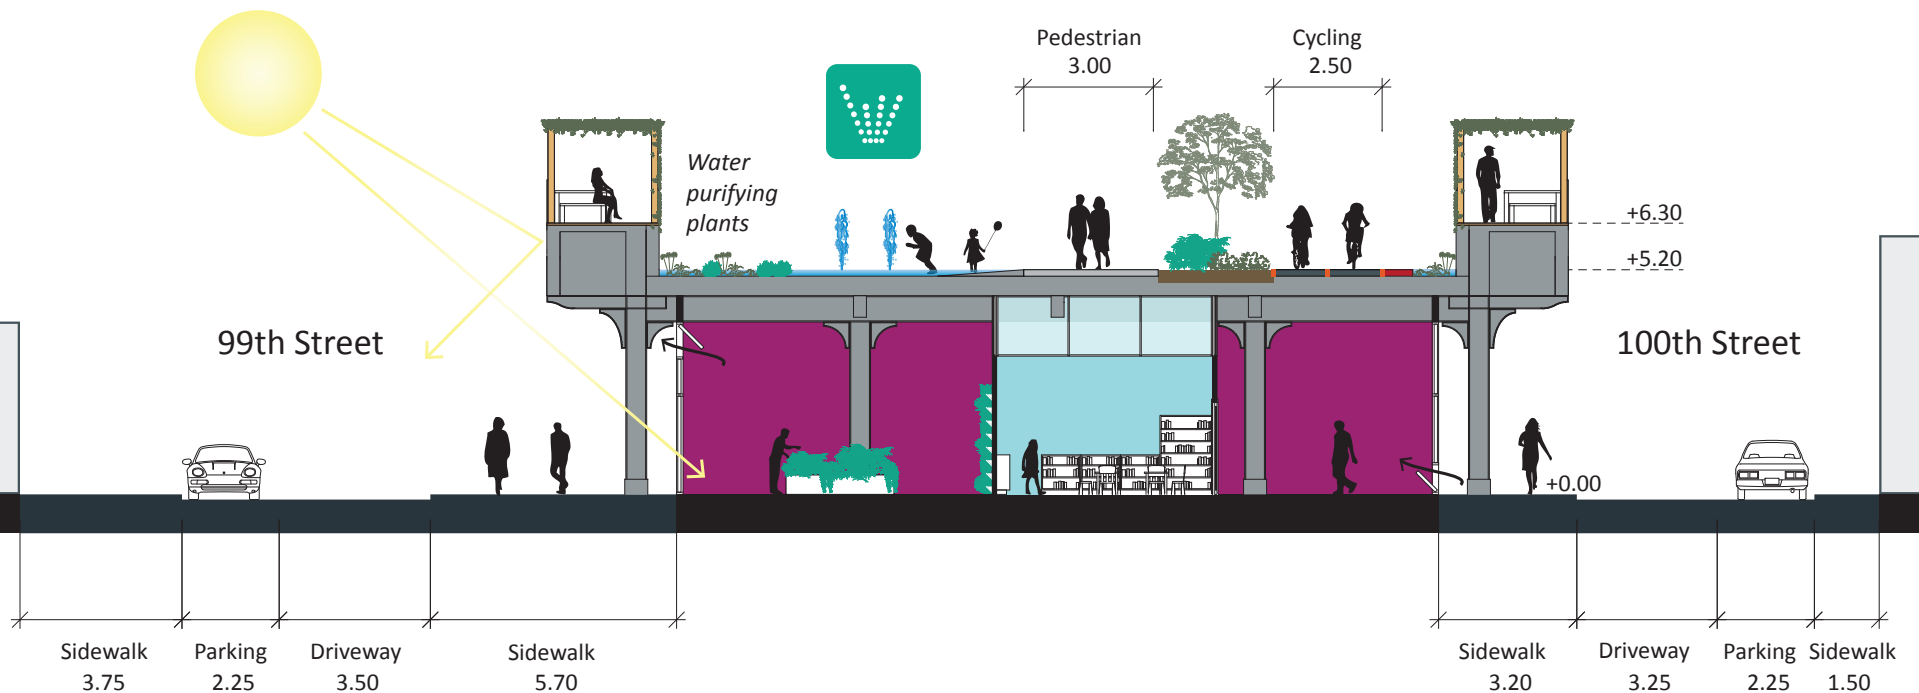 Pedestrian
3.00
Cycling
2.50
Water
purifying
plants
+6.30
+5.20
99th Street
100th Street
+0.00
Sidewalk
3.75
Parking
2.25
Driveway
3.50
Sidewalk
5.70
Sidewalk
3.20
Driveway
3.25
Parking
2.25
Sidewalk
1.50